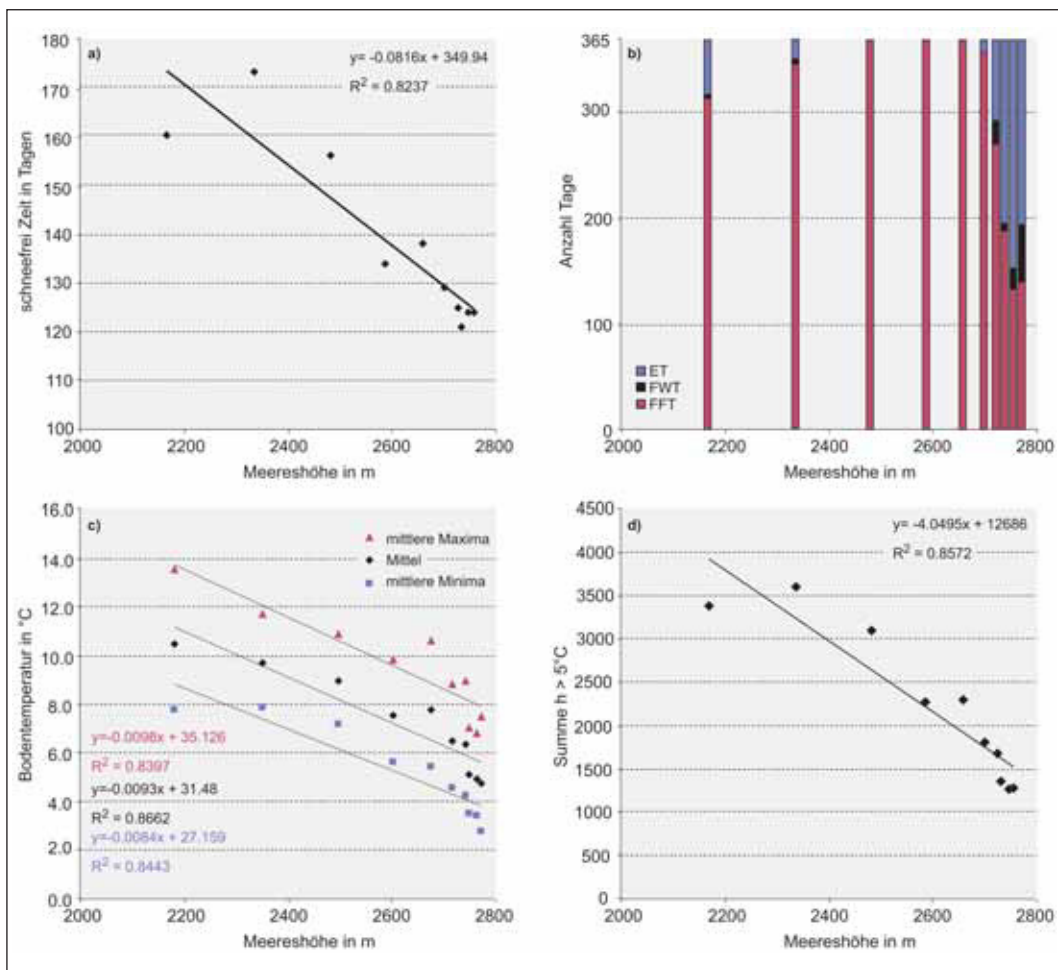 a)
y= -0.0816x + 349.94
R² = 0.8237
180
170
160
150
140
130
120
110
100
schneefrei Zeit in Tagen
2000 2200 2400 2600 2800
Meereshöhe in m
b)
365
300
200
100
0
Anzahl Tage
ET
FWT
FFT
2000 2200 2400 2600 2800
Meereshöhe in m
c)
16.0
14.0
12.0
10.0
8.0
6.0
4.0
2.0
0.0
Bodentemperatur in °C
mittlere Maxima
Mittel
mittlere Minima
y=-0.0098x + 35.126
R² = 0.8397
y=-0.0093x + 31.48
R² = 0.8662
y=-0.0084x + 27.159
R² = 0.8443
2000 2200 2400 2600 2800
Meereshöhe in m
d)
y= -4.0495x + 12686
R² = 0.8572
4500
4000
3500
3000
2500
2000
1500
1000
500
0
Summe h > 5°C
2000 2200 2400 2600 2800
Meereshöhe in m